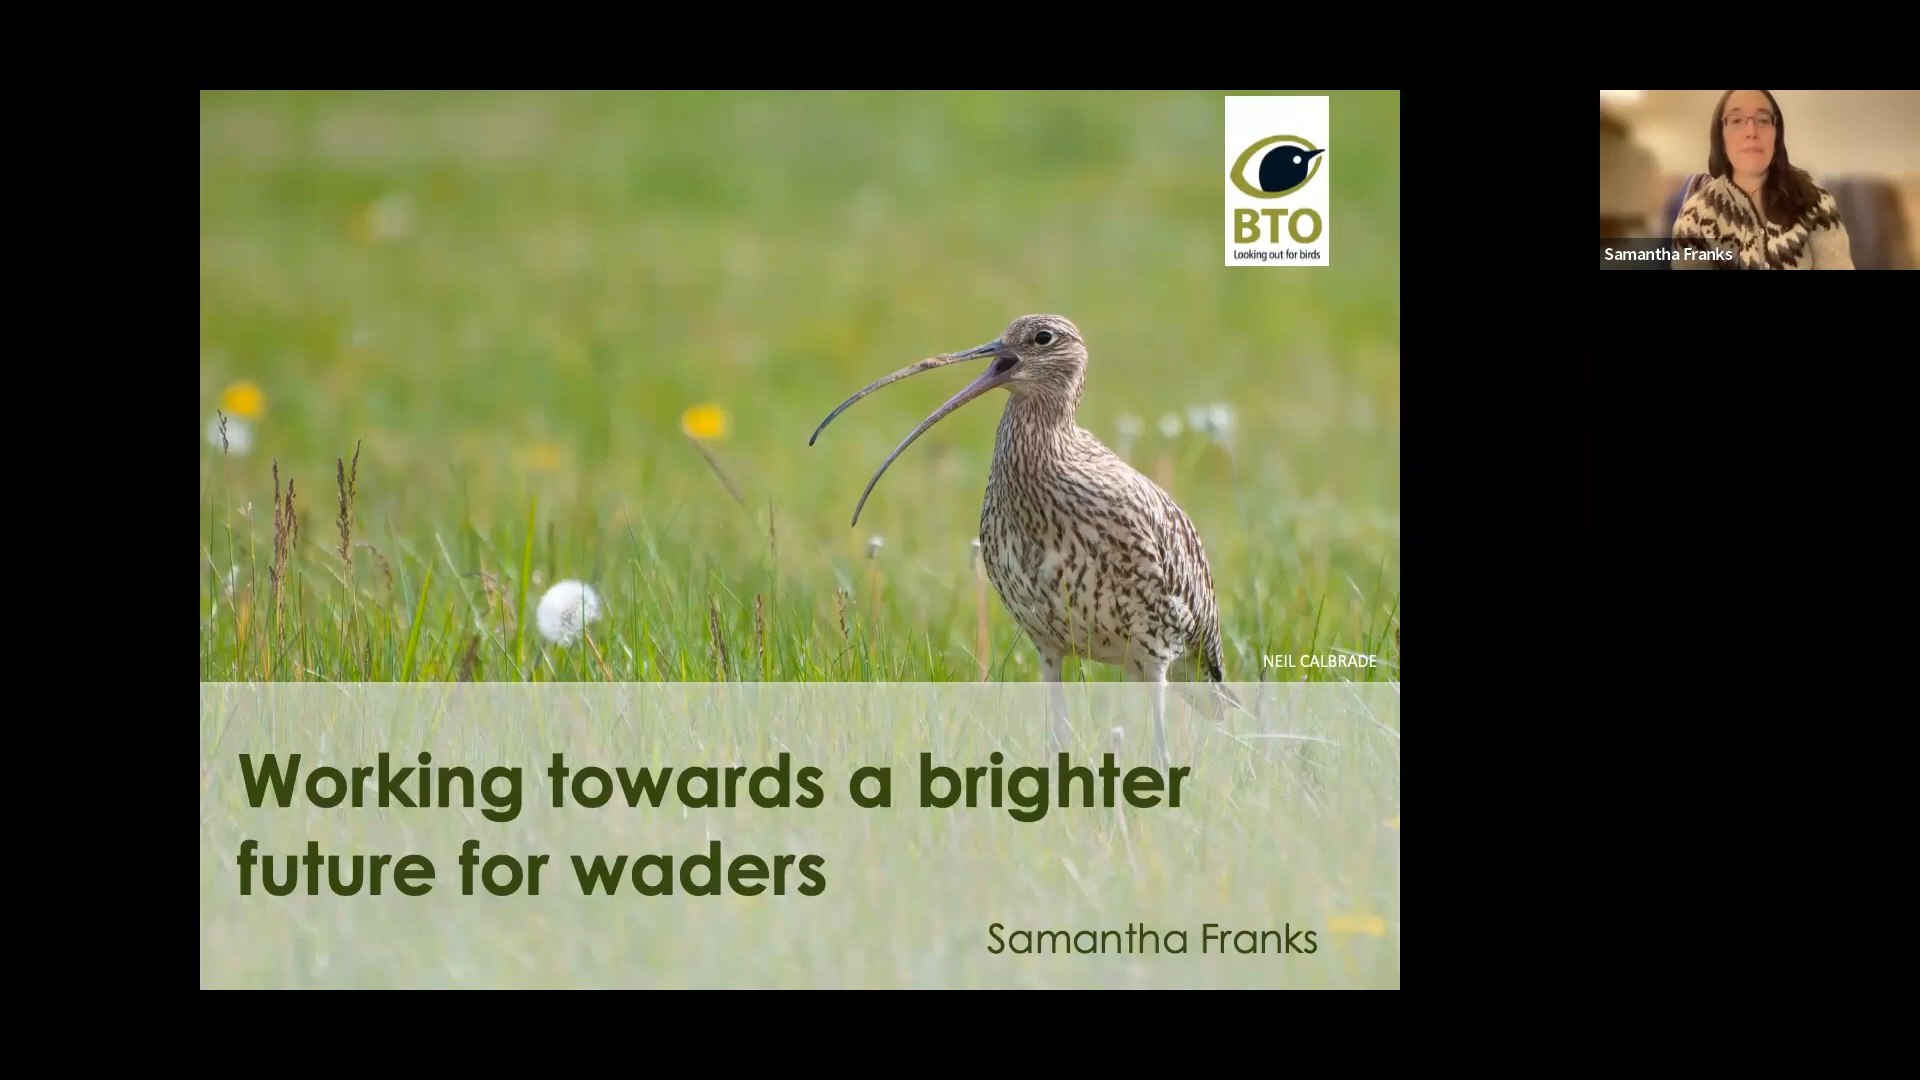 BTO
Looking out for birds
Samantha Franks
NEIL CALBRADE
Working towards a brighter
future for waders
Samantha Franks